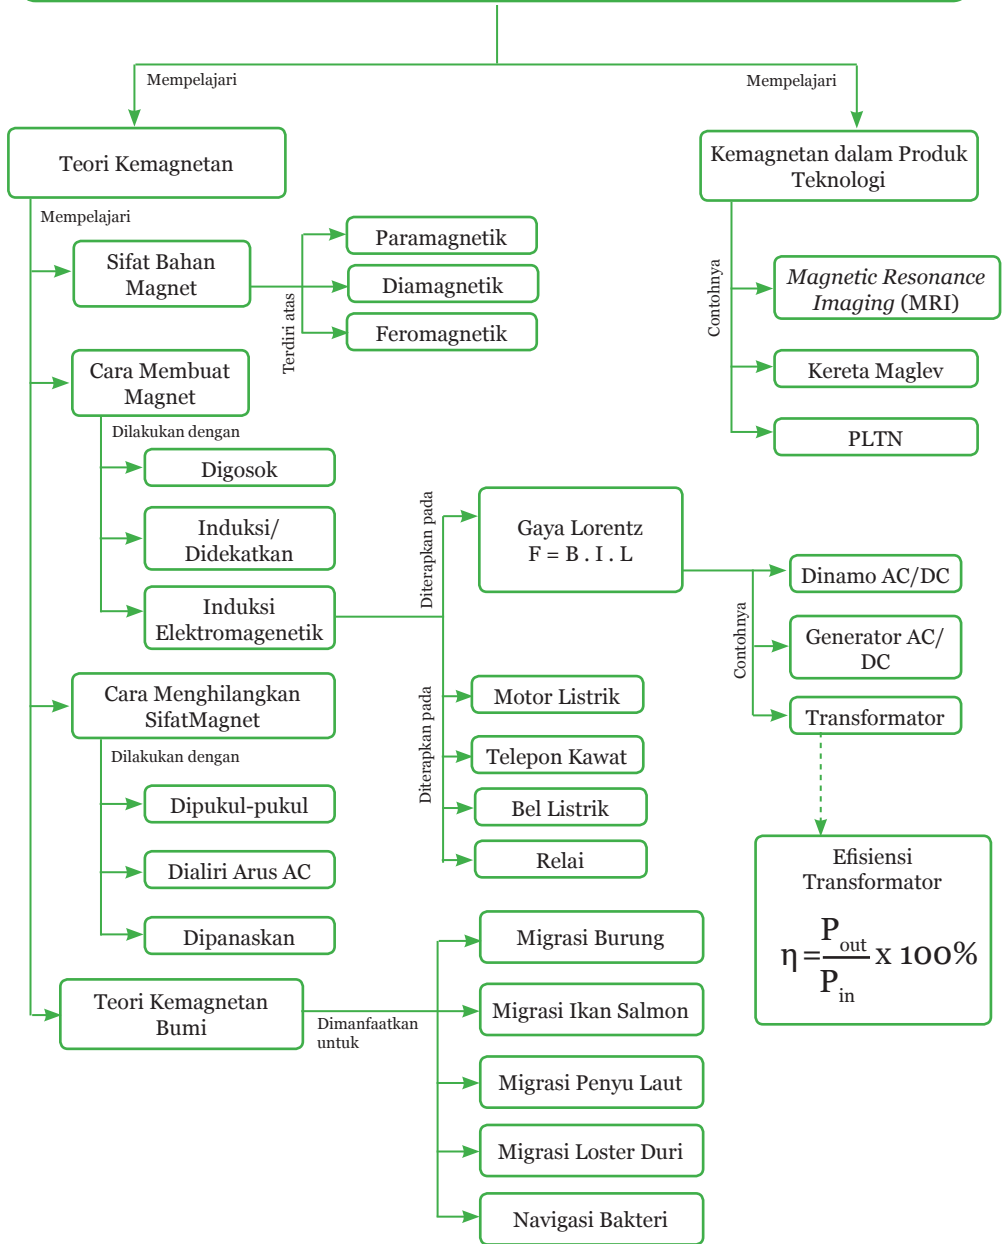 Mempelajari
Mempelajari
Teori Kemagnetan
Kemagnetan dalam Produk
Teknologi
Mempelajari
Sifat Bahan
Magnet
Terdiri atas
Paramagnetik
Diamagnetik
Feromagnetik
Contohnya
Magnetic Resonance
Imaging (MRI)
Kereta Maglev
PLTN
Cara Membuat
Magnet
Dilakukan dengan
Digosok
Induksi/
Didekatkan
Induksi
Elektromagenetik
Diterapkan pada
Gaya Lorentz
F = B . I . L
Contohnya
Dinamo AC/DC
Generator AC/
DC
Transformator
Diterapkan pada
Motor Listrik
Telepon Kawat
Bel Listrik
Relai
Efisiensi
Transformator
η = P out / P in x 100%
Cara Menghilangkan
SifatMagnet
Dilakukan dengan
Dipukul-pukul
Dialiri Arus AC
Dipanaskan
Teori Kemagnetan
Bumi
Dimanfaatkan
untuk
Migrasi Burung
Migrasi Ikan Salmon
Migrasi Penyu Laut
Migrasi Loster Duri
Navigasi Bakteri